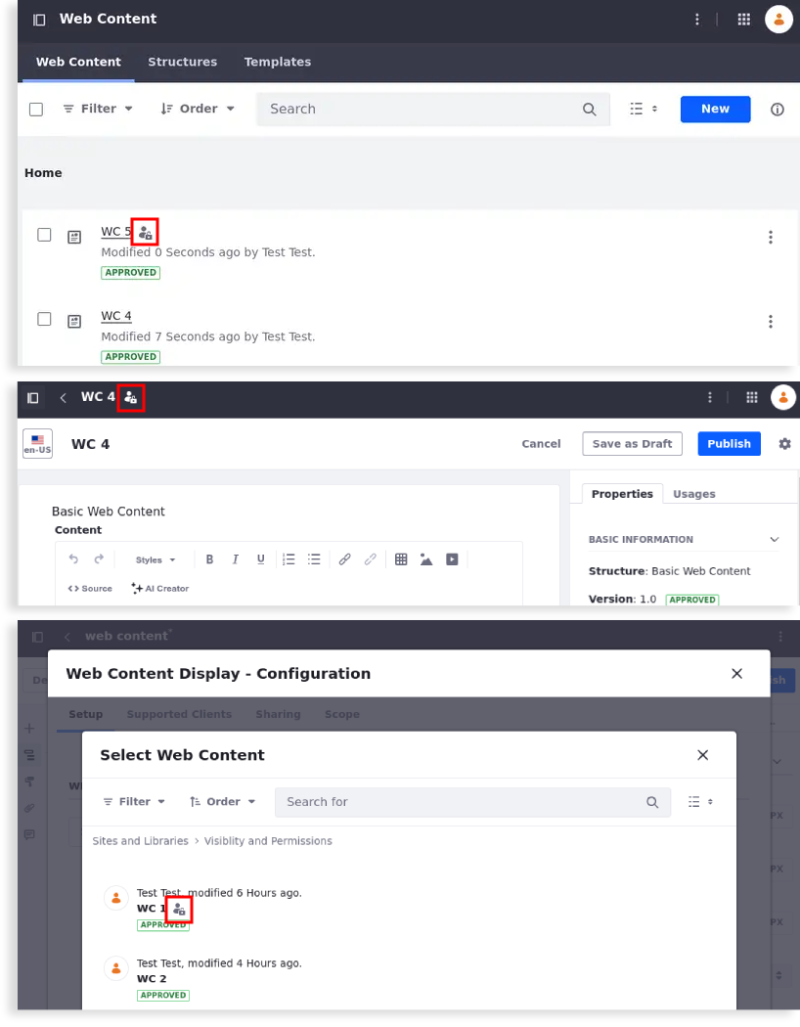 Web Content
Web Content Structures Templates
Filter Order Search New
Home
WC 5
Modified 0 Seconds ago by Test Test.
APPROVED
WC 4
Modified 7 Seconds ago by Test Test.
APPROVED
WC 4
en-US WC 4 Cancel Save as Draft Publish
Properties Usages
Basic Web Content
Content
BASIC INFORMATION
Styles B I U
Structure: Basic Web Content
Source AI Creator
Version: 1.0 APPROVED
web content*
Web Content Display - Configuration
De sh
Setup Supported Clients Sharing Scope
Select Web Content
Filter Order Search for
PX
Sites and Libraries > Visiblity and Permissions
PX
Test Test, modified 6 Hours ago.
WC 1
APPROVED
PX
Test Test, modified 4 Hours ago.
WC 2
APPROVED